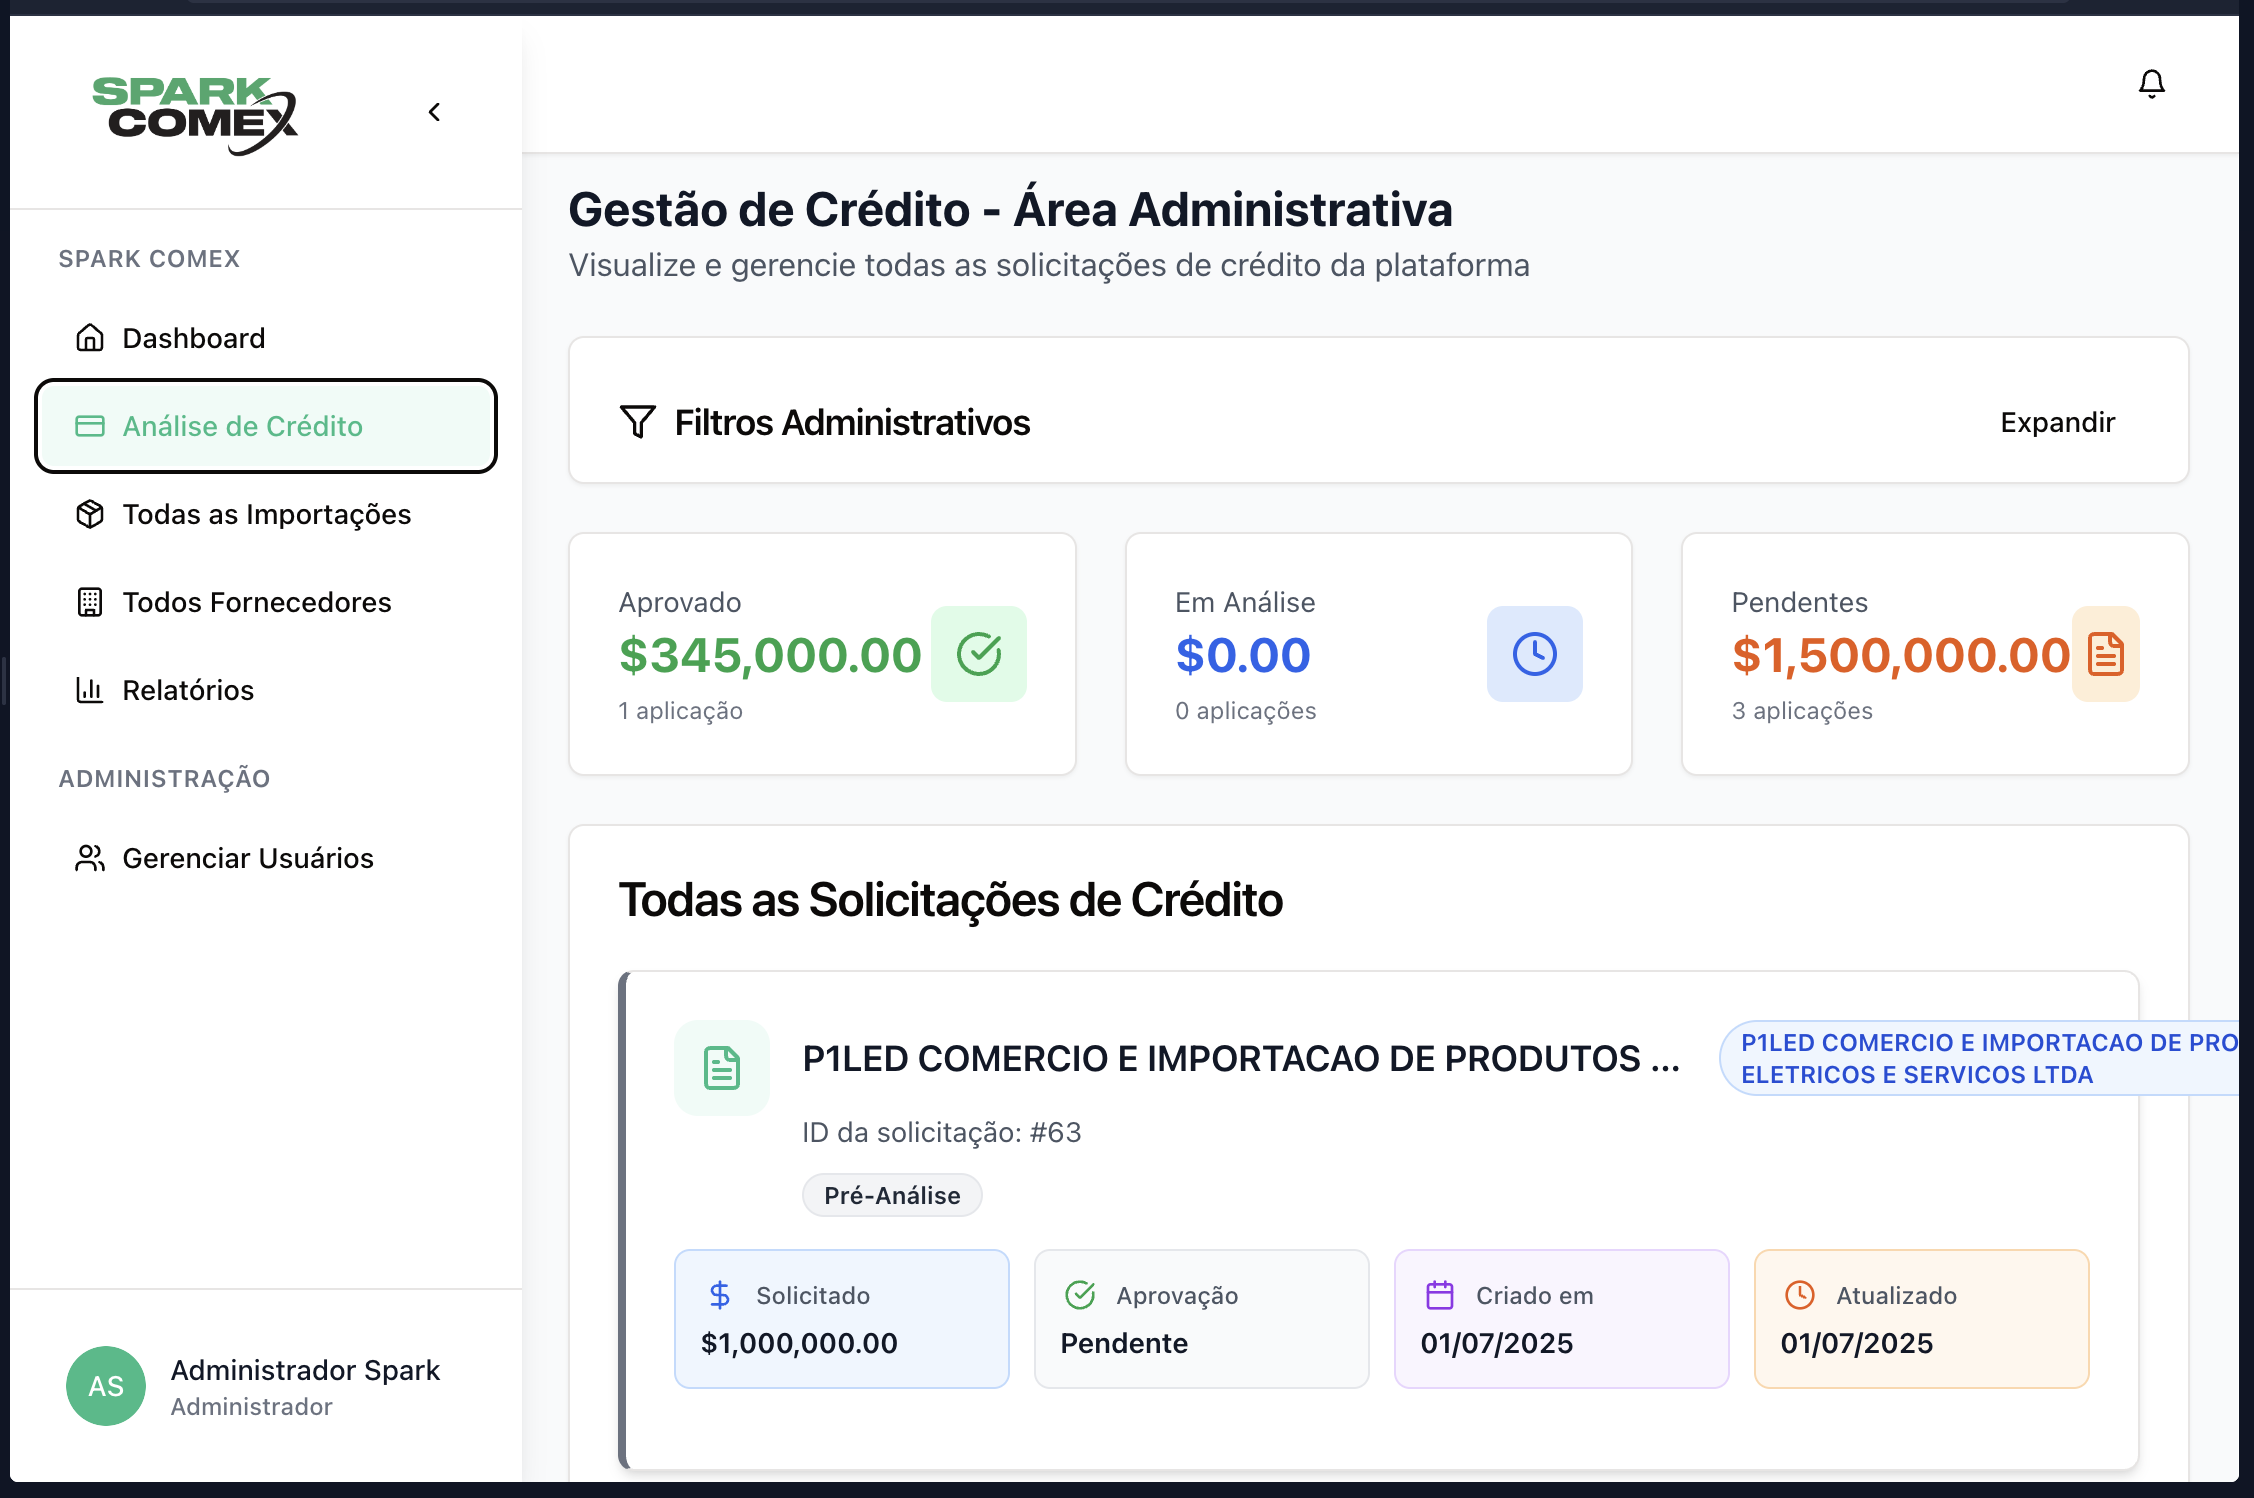 SPARK
COMEX
SPARK COMEX
Dashboard
Análise de Crédito
Todas as Importações
Todos Fornecedores
Relatórios
ADMINISTRAÇÃO
Gerenciar Usuários
AS
Administrador Spark
Administrador
Gestão de Crédito - Área Administrativa
Visualize e gerencie todas as solicitações de crédito da plataforma
Filtros Administrativos
Expandir
Aprovado
$345,000.00
1 aplicação
Em Análise
$0.00
0 aplicações
Pendentes
$1,500,000.00
3 aplicações
Todas as Solicitações de Crédito
P1LED COMERCIO E IMPORTACAO DE PRODUTOS ...
P1LED COMERCIO E IMPORTACAO DE PRO
ELETRICOS E SERVICOS LTDA
ID da solicitação: #63
Pré-Análise
Solicitado
$1,000,000.00
Aprovação
Pendente
Criado em
01/07/2025
Atualizado
01/07/2025